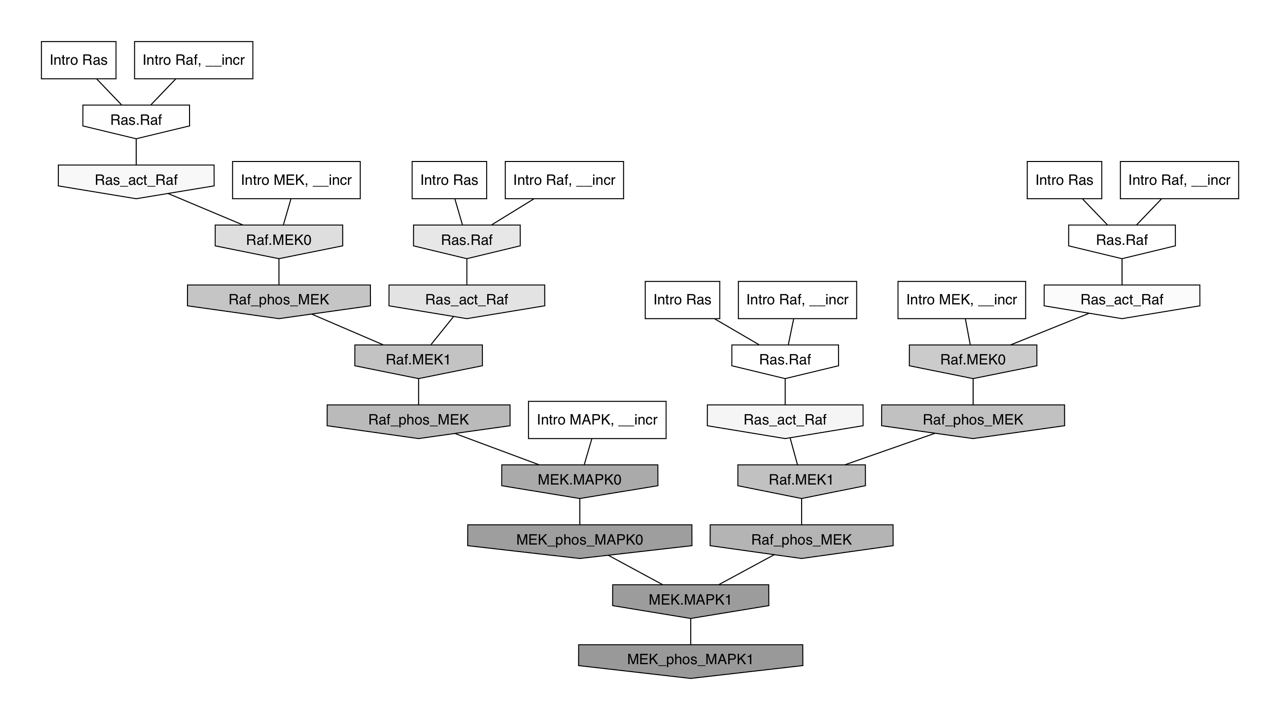 Intro Ras
Intro Raf, __incr
Ras.Raf
Ras_act_Raf
Intro MEK, __incr
Intro Ras
Intro Raf, __incr
Intro Ras
Intro Raf, __incr
Raf.MEK0
Ras.Raf
Ras.Raf
Raf_phos_MEK
Ras_act_Raf
Intro Ras
Intro Raf, __incr
Intro MEK, __incr
Ras_act_Raf
Raf.MEK1
Ras.Raf
Raf.MEK0
Raf_phos_MEK
Intro MAPK, __incr
Ras_act_Raf
Raf_phos_MEK
MEK.MAPK0
Raf.MEK1
MEK_phos_MAPK0
Raf_phos_MEK
MEK.MAPK1
MEK_phos_MAPK1